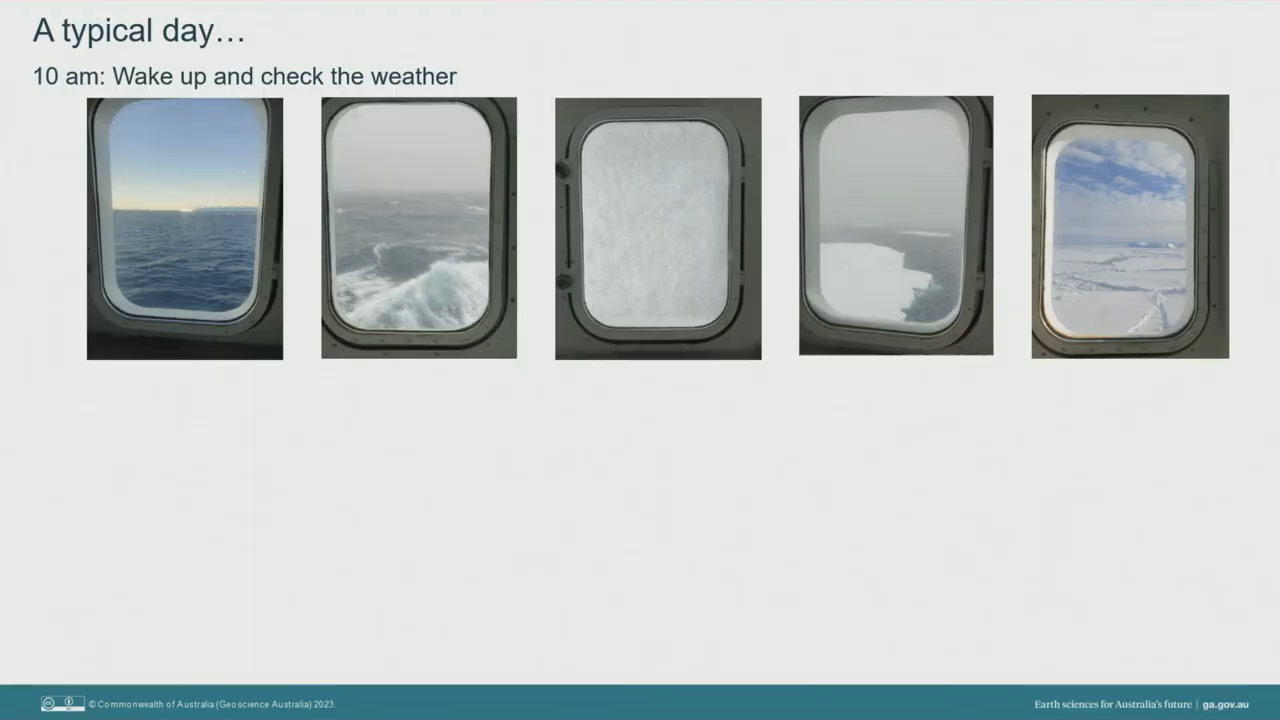 A typical day…
10 am: Wake up and check the weather
© Commonwealth of Australia (Geoscience Australia) 2023.
Earth sciences for Australia's future | ga.gov.au